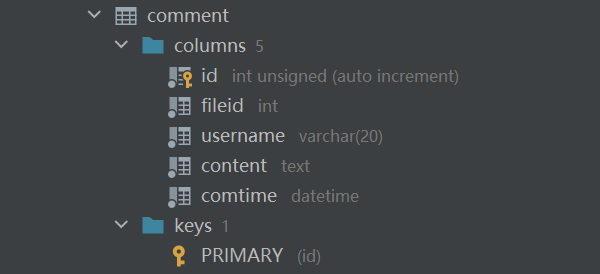 comment
columns 5
id int unsigned (auto increment)
fileid int
username varchar(20)
content text
comtime datetime
keys 1
PRIMARY (id)